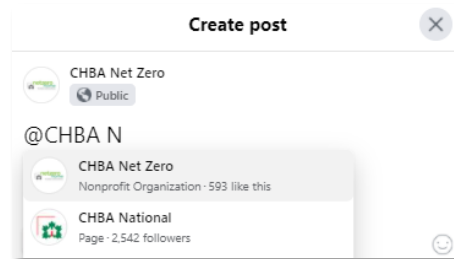 Create post
CHBA Net Zero
Public
@CHBA N
CHBA Net Zero
Nonprofit Organization · 593 like this
CHBA National
Page · 2,542 followers